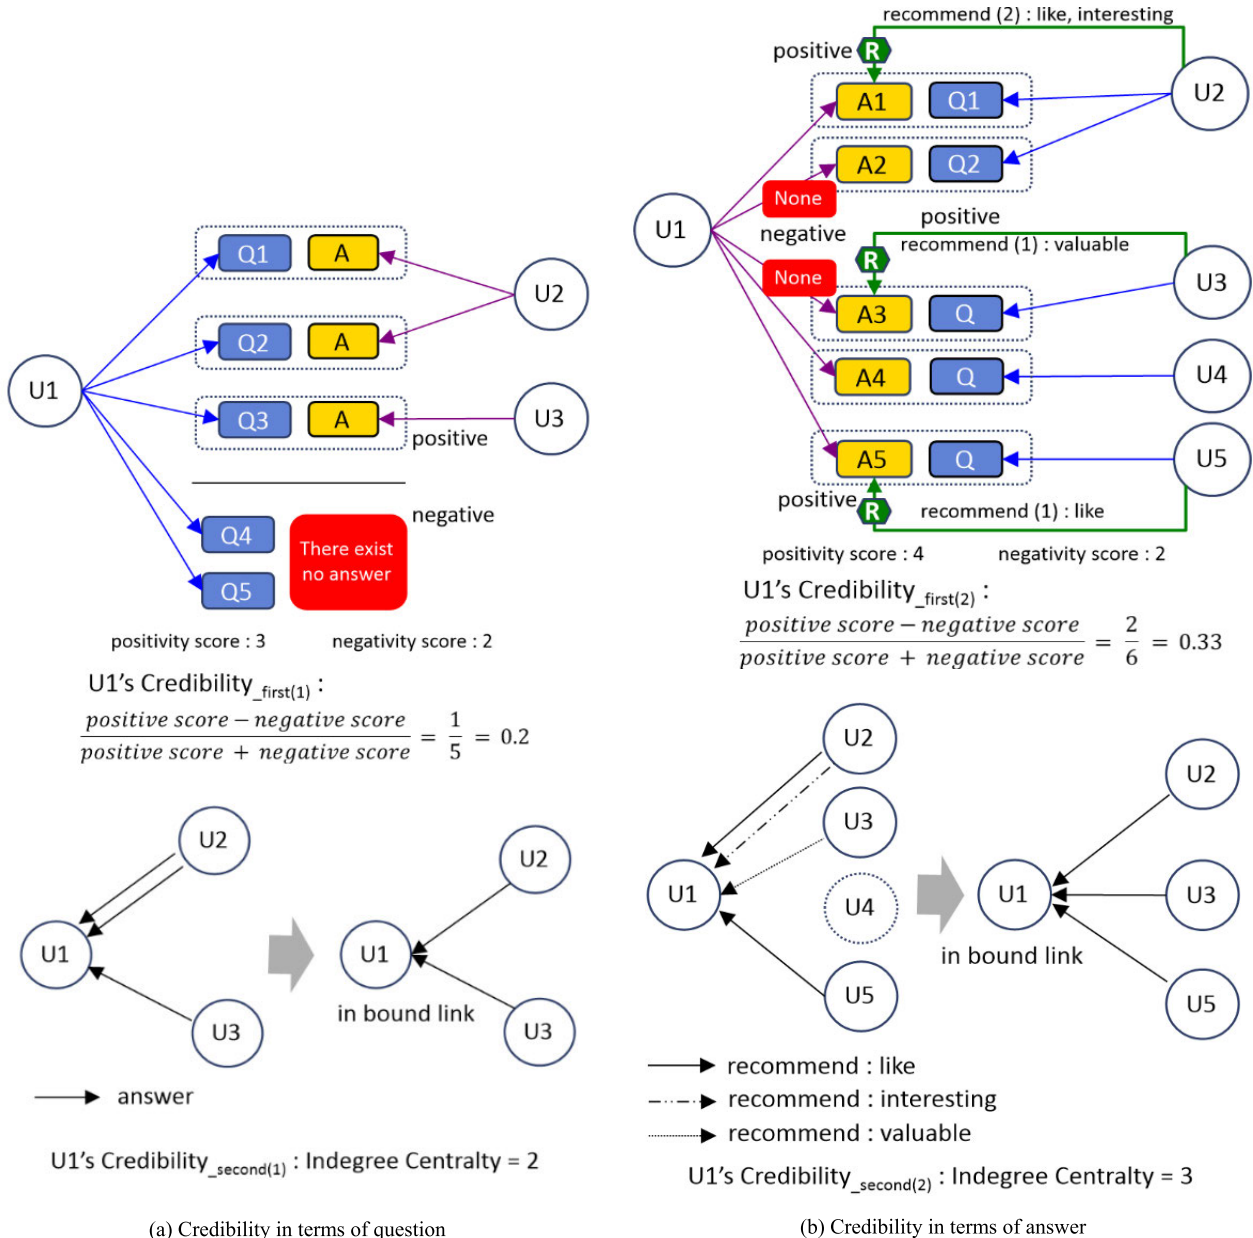 U1
Q1
A
Q2
A
Q3
A
U2
U3
positive
negative
Q4
Q5
There exist
no answer
positivity score : 3
negativity score : 2
U1's Credibility_first(1) :
positive score − negative score
positive score + negative score
= 1/5 = 0.2
U2
U1
U3
U2
U1
U3
in bound link
answer
U1's Credibility_second(1) : Indegree Centralty = 2
(a) Credibility in terms of question
recommend (2) : like, interesting
positive
R
A1
Q1
U2
A2
Q2
U1
None
negative
positive
recommend (1) : valuable
R
None
U3
A3
Q
A4
Q
U4
A5
Q
U5
positive
R
recommend (1) : like
positivity score : 4
negativity score : 2
U1's Credibility_first(2) :
positive score − negative score
positive score + negative score
= 2/6 = 0.33
U2
U3
U1
U4
U5
U2
U1
U3
in bound link
U5
recommend : like
recommend : interesting
recommend : valuable
U1's Credibility_second(2) : Indegree Centralty = 3
(b) Credibility in terms of answer